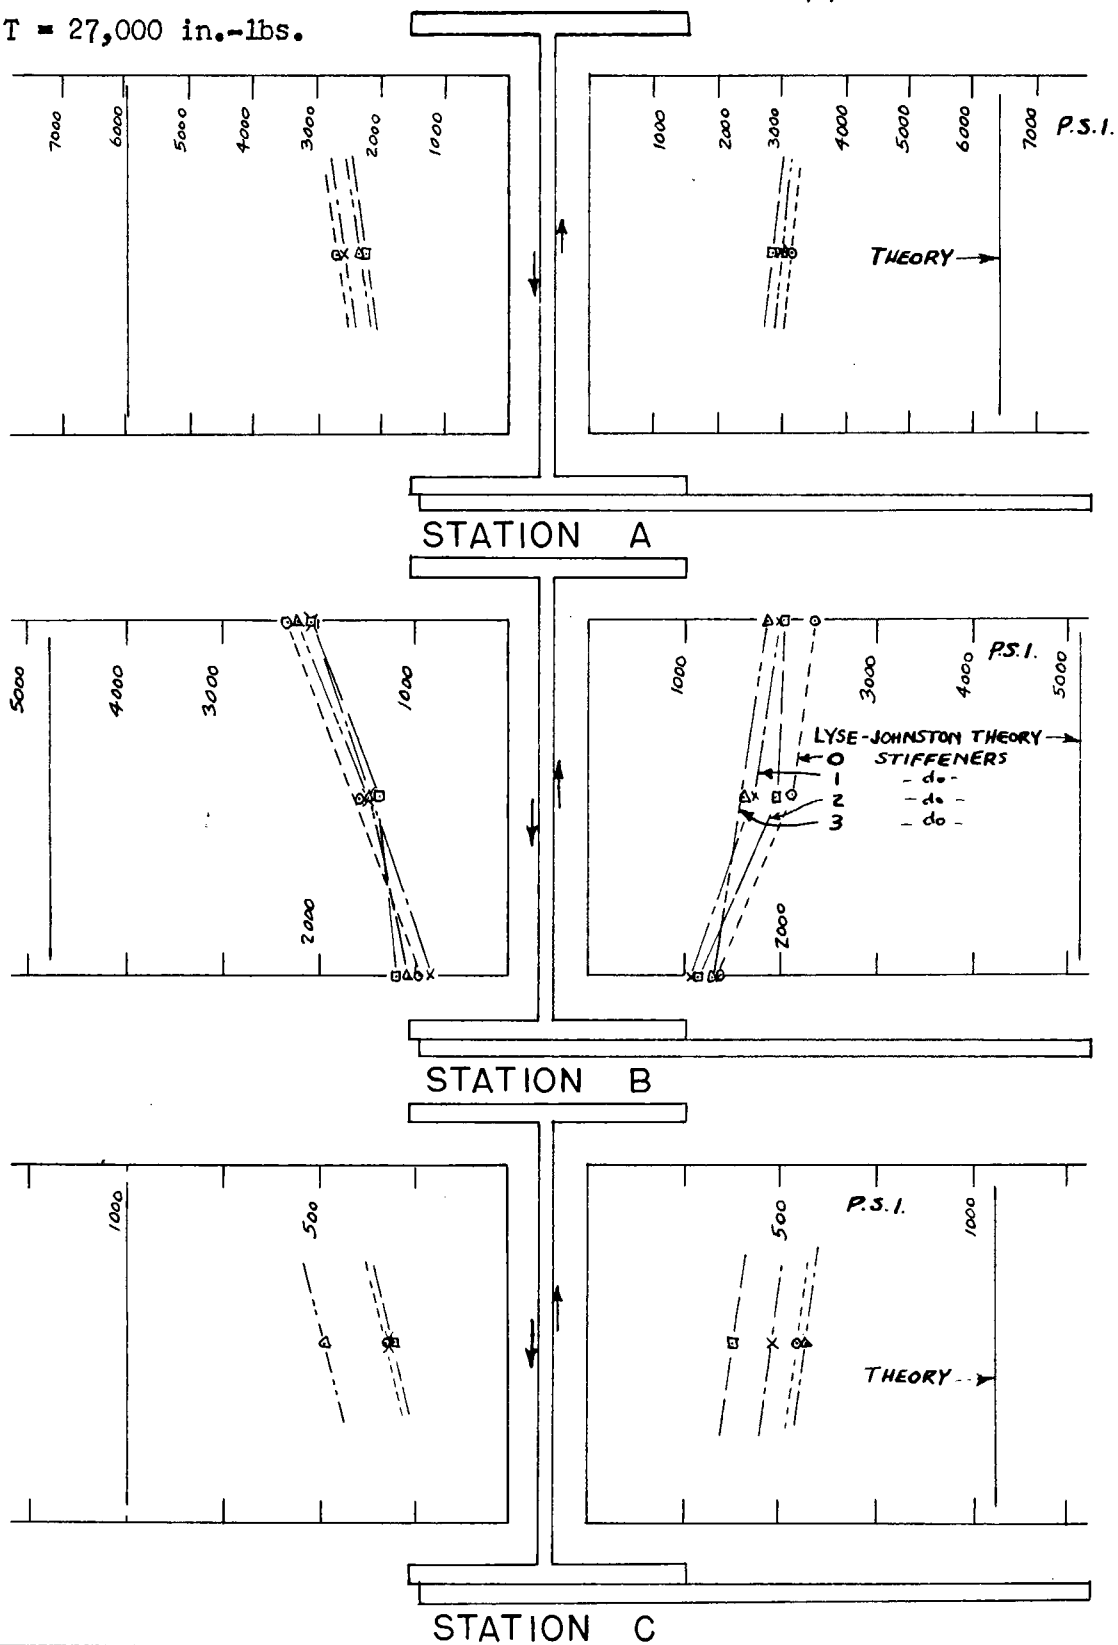 T = 27,000 in.-lbs.
7000 6000 5000 4000 3000 2000 1000
1000 2000 3000 4000 5000 6000 7000 P.S.I.
THEORY
STATION A
5000 4000 3000 1000
1000 3000 4000 5000 P.S.I.
LYSE-JOHNSTON THEORY
0 STIFFENERS
1 - do -
2 - do -
3 - do -
2000
2000
STATION B
1000 500
500 P.S.I. 1000
THEORY
STATION C